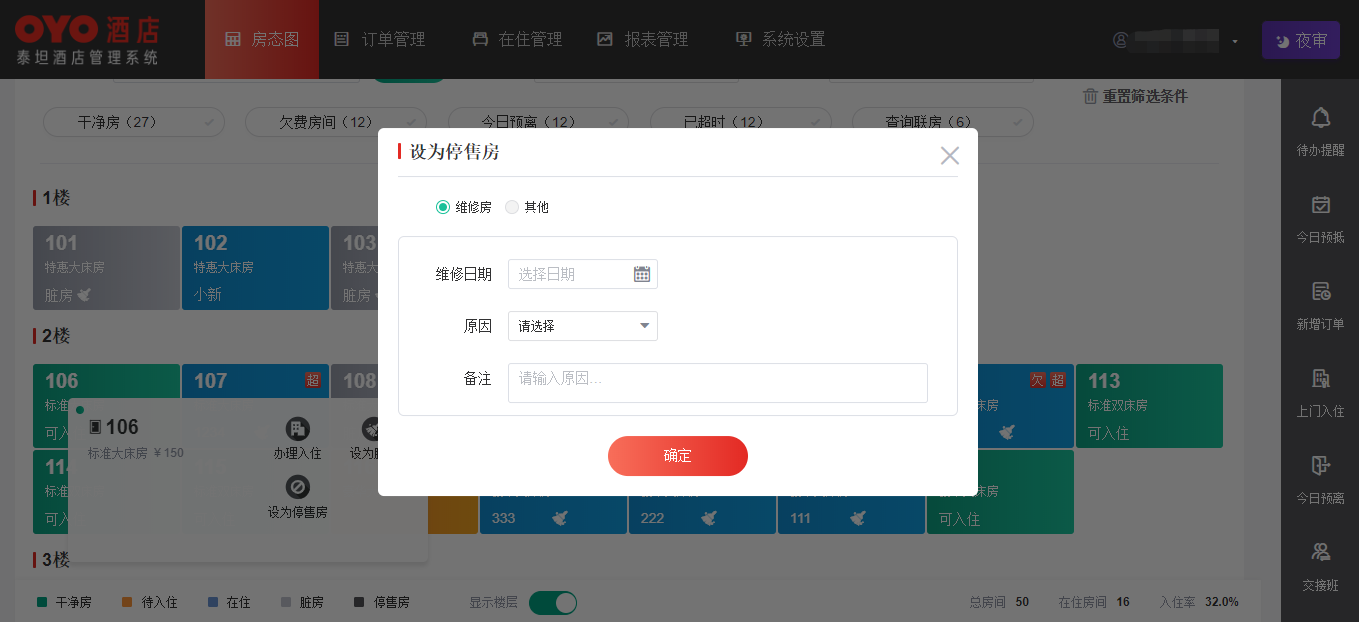 OYO 酒店
泰坦酒店管理系统
房态图
订单管理
在住管理
报表管理
系统设置
夜审
重置筛选条件
干净房（27）
欠费房间（12）
今日预离（12）
已超时（12）
查询联房（6）
设为停售房
维修房
其他
维修日期
选择日期
原因
请选择
备注
请输入原因...
确定
1楼
101
特惠大床房
脏房
102
特惠大床房
小新
103
特惠大
脏房
2楼
106
标准
可入
107
超
108
欠 超
床房
113
标准双床房
可入住
106
标准大床房 ￥150
办理入住
设为
设为停售房
114
标准
可入
333
222
111
床房
可入住
3楼
干净房
待入住
在住
脏房
停售房
显示楼层
总房间 50
在住房间 16
入住率 32.0%
待办提醒
今日预抵
新增订单
上门入住
今日预离
交接班